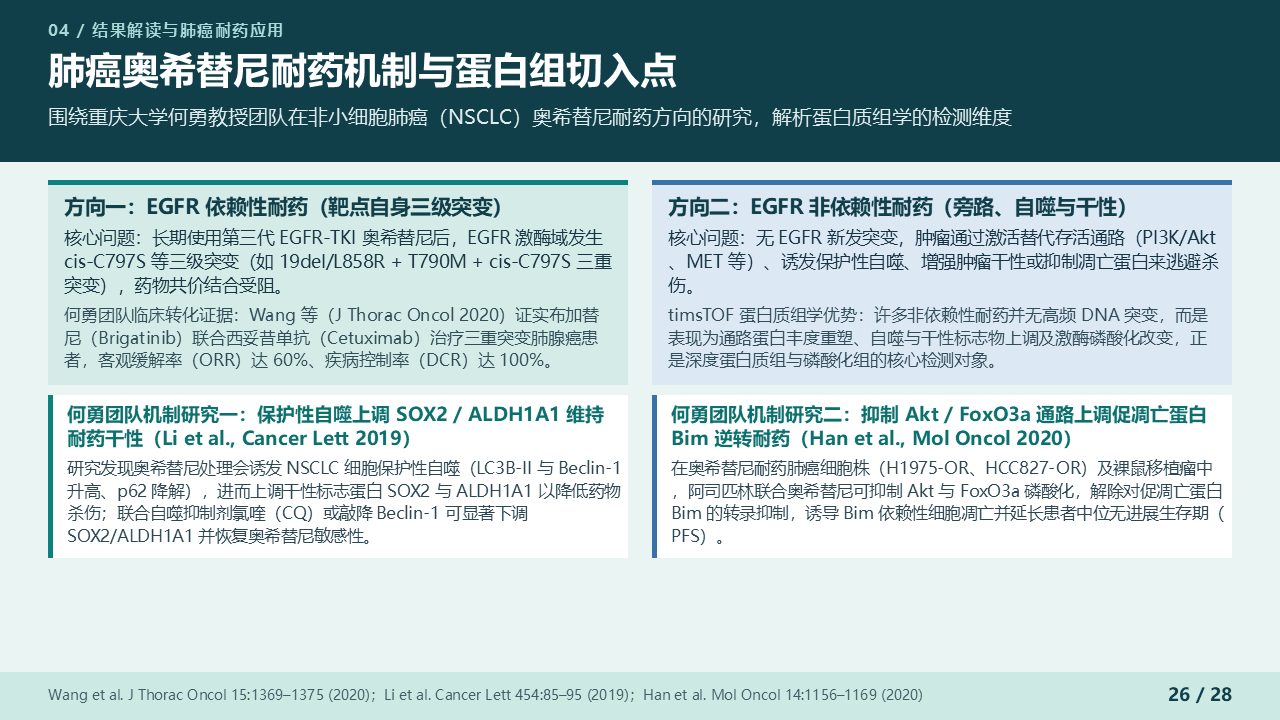 04 / 结果解读与肺癌耐药应用
肺癌奥希替尼耐药机制与蛋白组切入点
围绕重庆大学何勇教授团队在非小细胞肺癌（NSCLC）奥希替尼耐药方向的研究，解析蛋白质组学的检测维度
方向一：EGFR 依赖性耐药（靶点自身三级突变）
核心问题：长期使用第三代 EGFR-TKI 奥希替尼后，EGFR 激酶域发生
cis-C797S 等三级突变（如 19del/L858R + T790M + cis-C797S 三重
突变），药物共价结合受阻。
何勇团队临床转化证据：Wang 等（J Thorac Oncol 2020）证实布加替
尼（Brigatinib）联合西妥昔单抗（Cetuximab）治疗三重突变肺腺癌患
者，客观缓解率（ORR）达 60%、疾病控制率（DCR）达 100%。
方向二：EGFR 非依赖性耐药（旁路、自噬与干性）
核心问题：无 EGFR 新发突变，肿瘤通过激活替代存活通路（PI3K/Akt
、MET 等）、诱发保护性自噬、增强肿瘤干性或抑制凋亡蛋白来逃避杀
伤。
timsTOF 蛋白质组学优势：许多非依赖性耐药并无高频 DNA 突变，而是
表现为通路蛋白丰度重塑、自噬与干性标志物上调及激酶磷酸化改变，正
是深度蛋白质组与磷酸化组的核心检测对象。
何勇团队机制研究一：保护性自噬上调 SOX2 / ALDH1A1 维持
耐药干性（Li et al., Cancer Lett 2019）
研究发现奥希替尼处理会诱发 NSCLC 细胞保护性自噬（LC3B-II 与 Beclin-1
升高、p62 降解），进而上调干性标志蛋白 SOX2 与 ALDH1A1 以降低药物
杀伤；联合自噬抑制剂氯喹（CQ）或敲降 Beclin-1 可显著下调
SOX2/ALDH1A1 并恢复奥希替尼敏感性。
何勇团队机制研究二：抑制 Akt / FoxO3a 通路上调促凋亡蛋白
Bim 逆转耐药（Han et al., Mol Oncol 2020）
在奥希替尼耐药肺癌细胞株（H1975-OR、HCC827-OR）及裸鼠移植瘤中
，阿司匹林联合奥希替尼可抑制 Akt 与 FoxO3a 磷酸化，解除对促凋亡蛋白
Bim 的转录抑制，诱导 Bim 依赖性细胞凋亡并延长患者中位无进展生存期（
PFS）。
Wang et al. J Thorac Oncol 15:1369–1375 (2020)；Li et al. Cancer Lett 454:85–95 (2019)；Han et al. Mol Oncol 14:1156–1169 (2020)
26 / 28